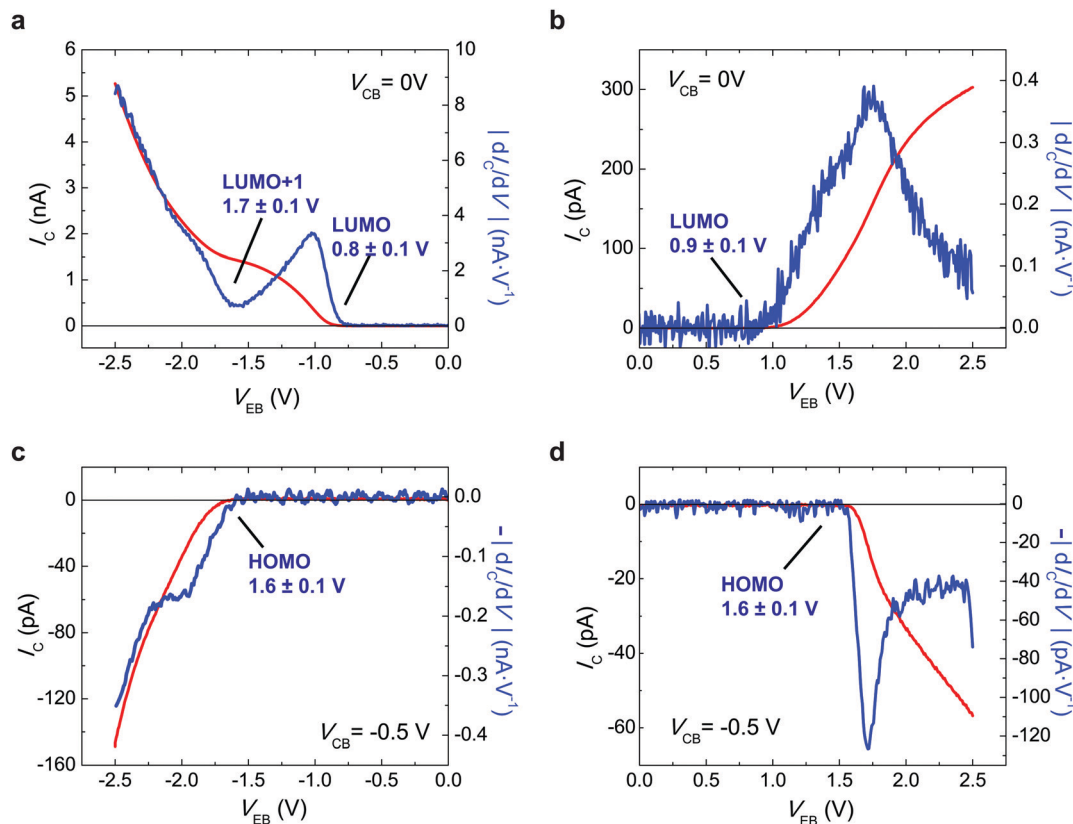 a
6
5
4
3
2
1
0
I_C (nA)
10
8
6
4
2
0
| dI_C/dV | (nA·V⁻¹)
V_CB = 0V
LUMO+1
1.7 ± 0.1 V
LUMO
0.8 ± 0.1 V
-2.5 -2.0 -1.5 -1.0 -0.5 0.0
V_EB (V)
b
300
200
100
0
I_C (pA)
0.4
0.3
0.2
0.1
0.0
| dI_C/dV | (nA·V⁻¹)
V_CB = 0V
LUMO
0.9 ± 0.1 V
0.0 0.5 1.0 1.5 2.0 2.5
V_EB (V)
c
0
-40
-80
-120
-160
I_C (pA)
0.0
-0.1
-0.2
-0.3
-0.4
-| dI_C/dV | (nA·V⁻¹)
HOMO
1.6 ± 0.1 V
V_CB = -0.5 V
-2.5 -2.0 -1.5 -1.0 -0.5 0.0
V_EB (V)
d
0
-20
-40
-60
I_C (pA)
0
-20
-40
-60
-80
-100
-120
-| dI_C/dV | (pA·V⁻¹)
HOMO
1.6 ± 0.1 V
V_CB = -0.5 V
0.0 0.5 1.0 1.5 2.0 2.5
V_EB (V)